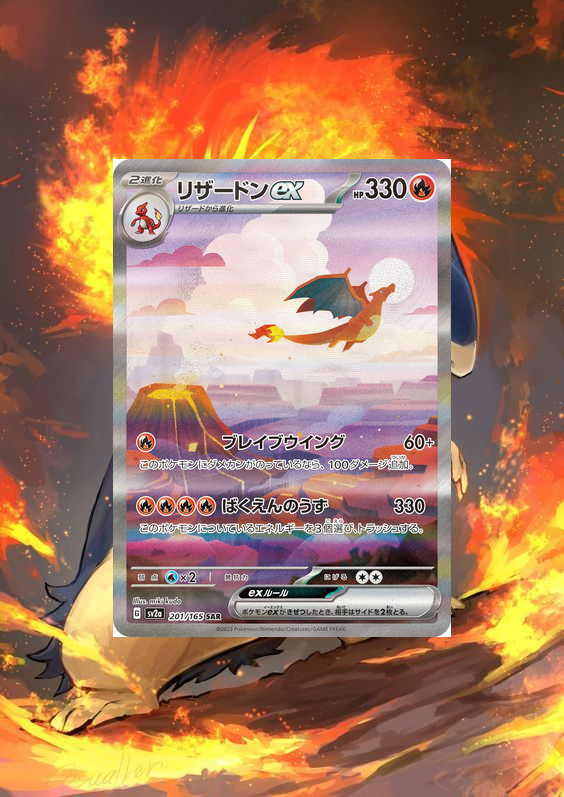 2進化
リザードンex
HP330
リザードから進化
ブレイブウイング 60+
このポケモンにダメカンがのっているなら、100ダメージ追加。
ばくえんのうず 330
このポケモンについているエネルギーを3個選び、トラッシュする。
弱点 ×2 抵抗力 にげる
exルール
ポケモンexがきぜつしたとき、相手はサイドを2枚とる。
Illus. miki kudo
G sv2a 201/165 SAR
©2023 Pokémon/Nintendo/Creatures/GAME FREAK.